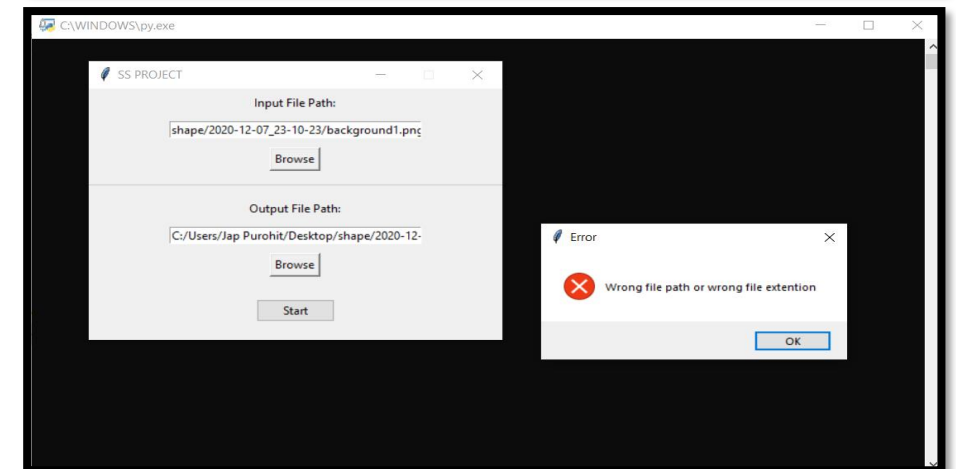 C:\WINDOWS\py.exe
SS PROJECT
Input File Path:
shape/2020-12-07_23-10-23/background1.png
Browse
Output File Path:
C:/Users/Jap Purohit/Desktop/shape/2020-12-
Browse
Start
Error
Wrong file path or wrong file extention
OK